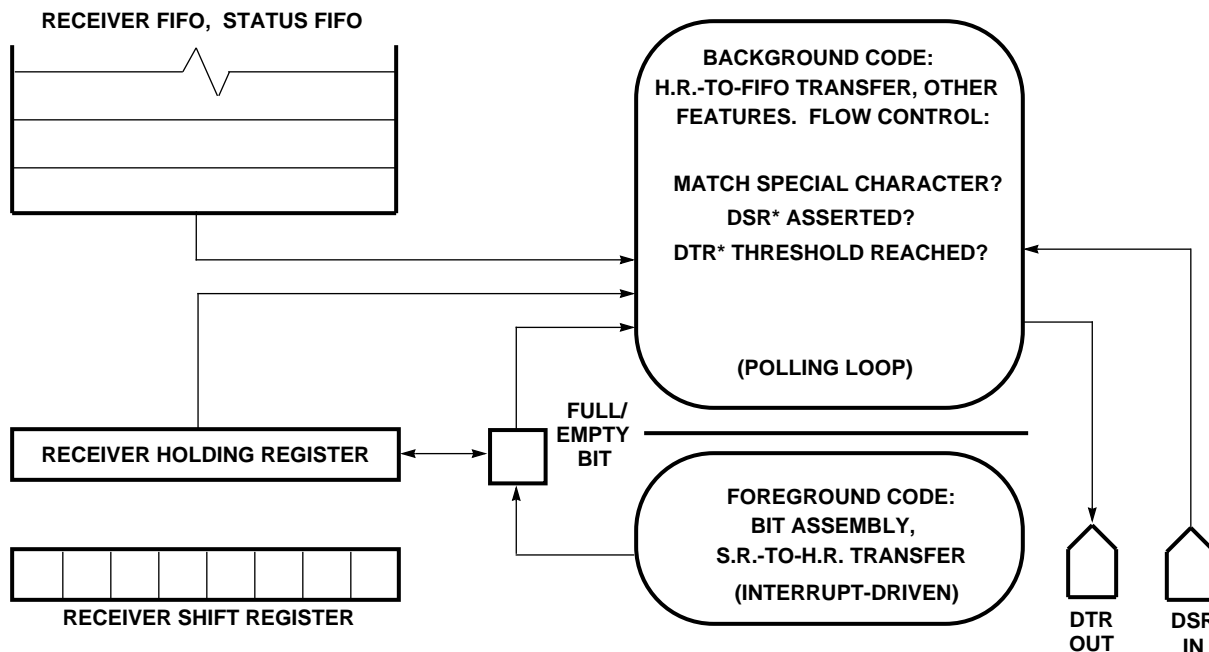 RECEIVER FIFO, STATUS FIFO
BACKGROUND CODE:
H.R.-TO-FIFO TRANSFER, OTHER
FEATURES. FLOW CONTROL:
MATCH SPECIAL CHARACTER?
DSR* ASSERTED?
DTR* THRESHOLD REACHED?
(POLLING LOOP)
FULL/
EMPTY
BIT
RECEIVER HOLDING REGISTER
FOREGROUND CODE:
BIT ASSEMBLY,
S.R.-TO-H.R. TRANSFER
(INTERRUPT-DRIVEN)
RECEIVER SHIFT REGISTER
DTR
OUT
DSR
IN